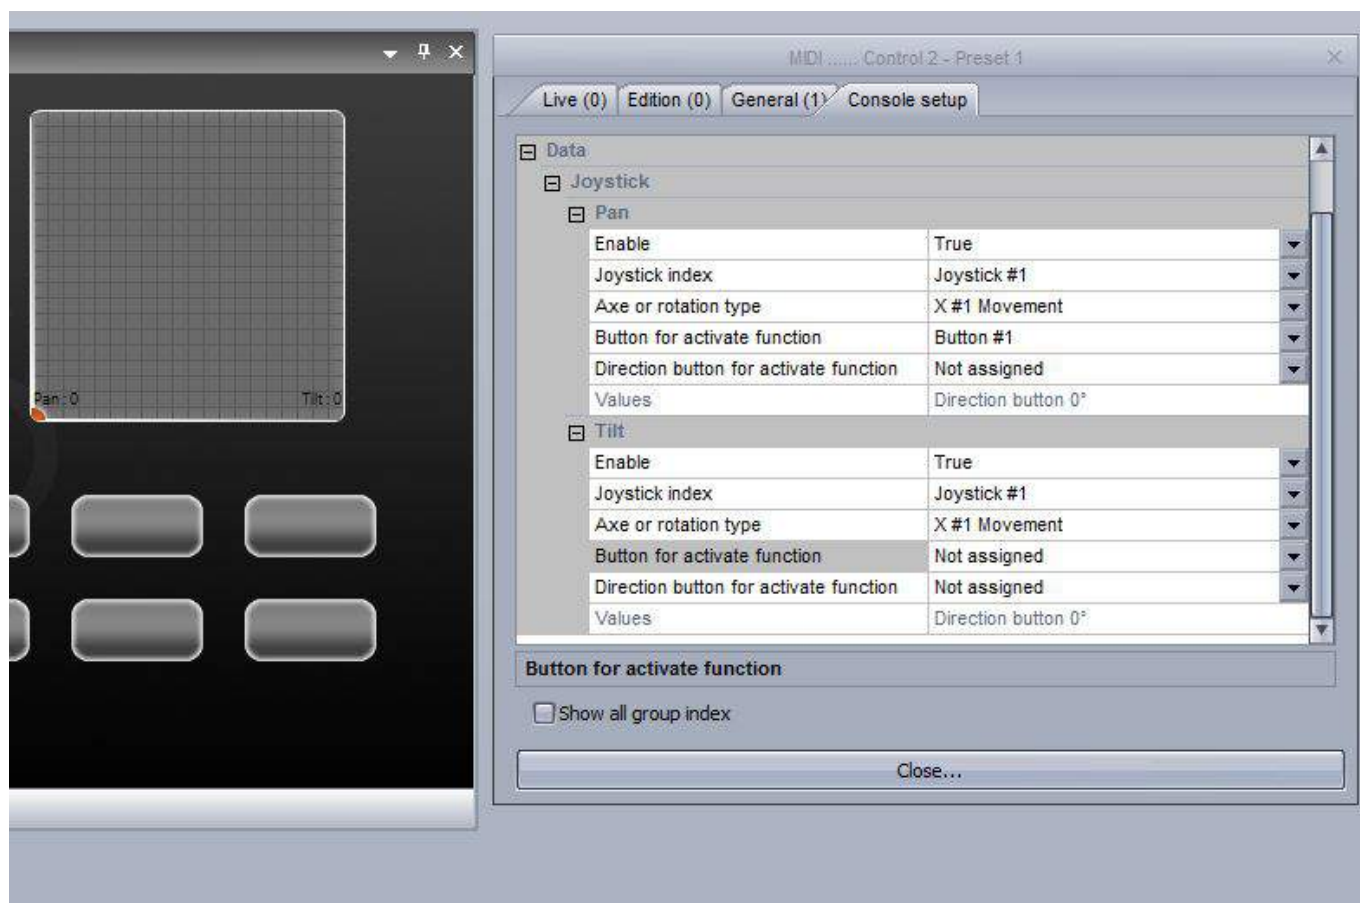 MIDI ...... Control 2 - Preset 1
Live (0) Edition (0) General (1) Console setup
Data
Joystick
Pan
Enable True
Joystick index Joystick #1
Axe or rotation type X #1 Movement
Button for activate function Button #1
Direction button for activate function Not assigned
Values Direction button 0°
Tilt
Enable True
Joystick index Joystick #1
Axe or rotation type X #1 Movement
Button for activate function Not assigned
Direction button for activate function Not assigned
Values Direction button 0°
Button for activate function
Show all group index
Close...
Pan : 0 Tilt : 0